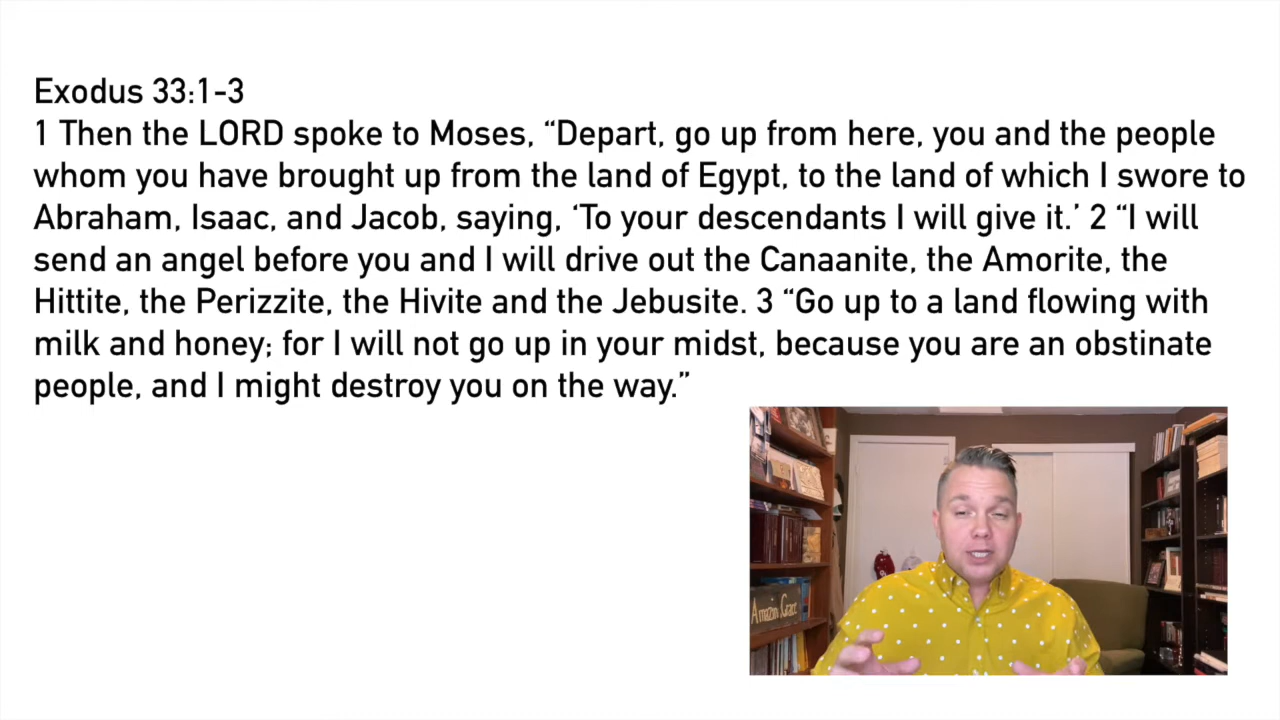 Exodus 33:1-3
1 Then the LORD spoke to Moses, “Depart, go up from here, you and the people
whom you have brought up from the land of Egypt, to the land of which I swore to
Abraham, Isaac, and Jacob, saying, ‘To your descendants I will give it.’ 2 “I will
send an angel before you and I will drive out the Canaanite, the Amorite, the
Hittite, the Perizzite, the Hivite and the Jebusite. 3 “Go up to a land flowing with
milk and honey; for I will not go up in your midst, because you are an obstinate
people, and I might destroy you on the way.”
Amazing Grace